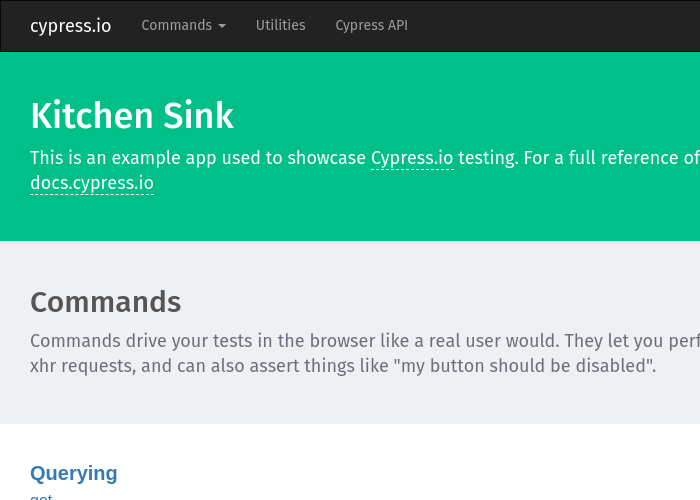 cypress.io Commands Utilities Cypress API
Kitchen Sink
This is an example app used to showcase Cypress.io testing. For a full reference of
docs.cypress.io
Commands
Commands drive your tests in the browser like a real user would. They let you perf
xhr requests, and can also assert things like "my button should be disabled".
Querying
get